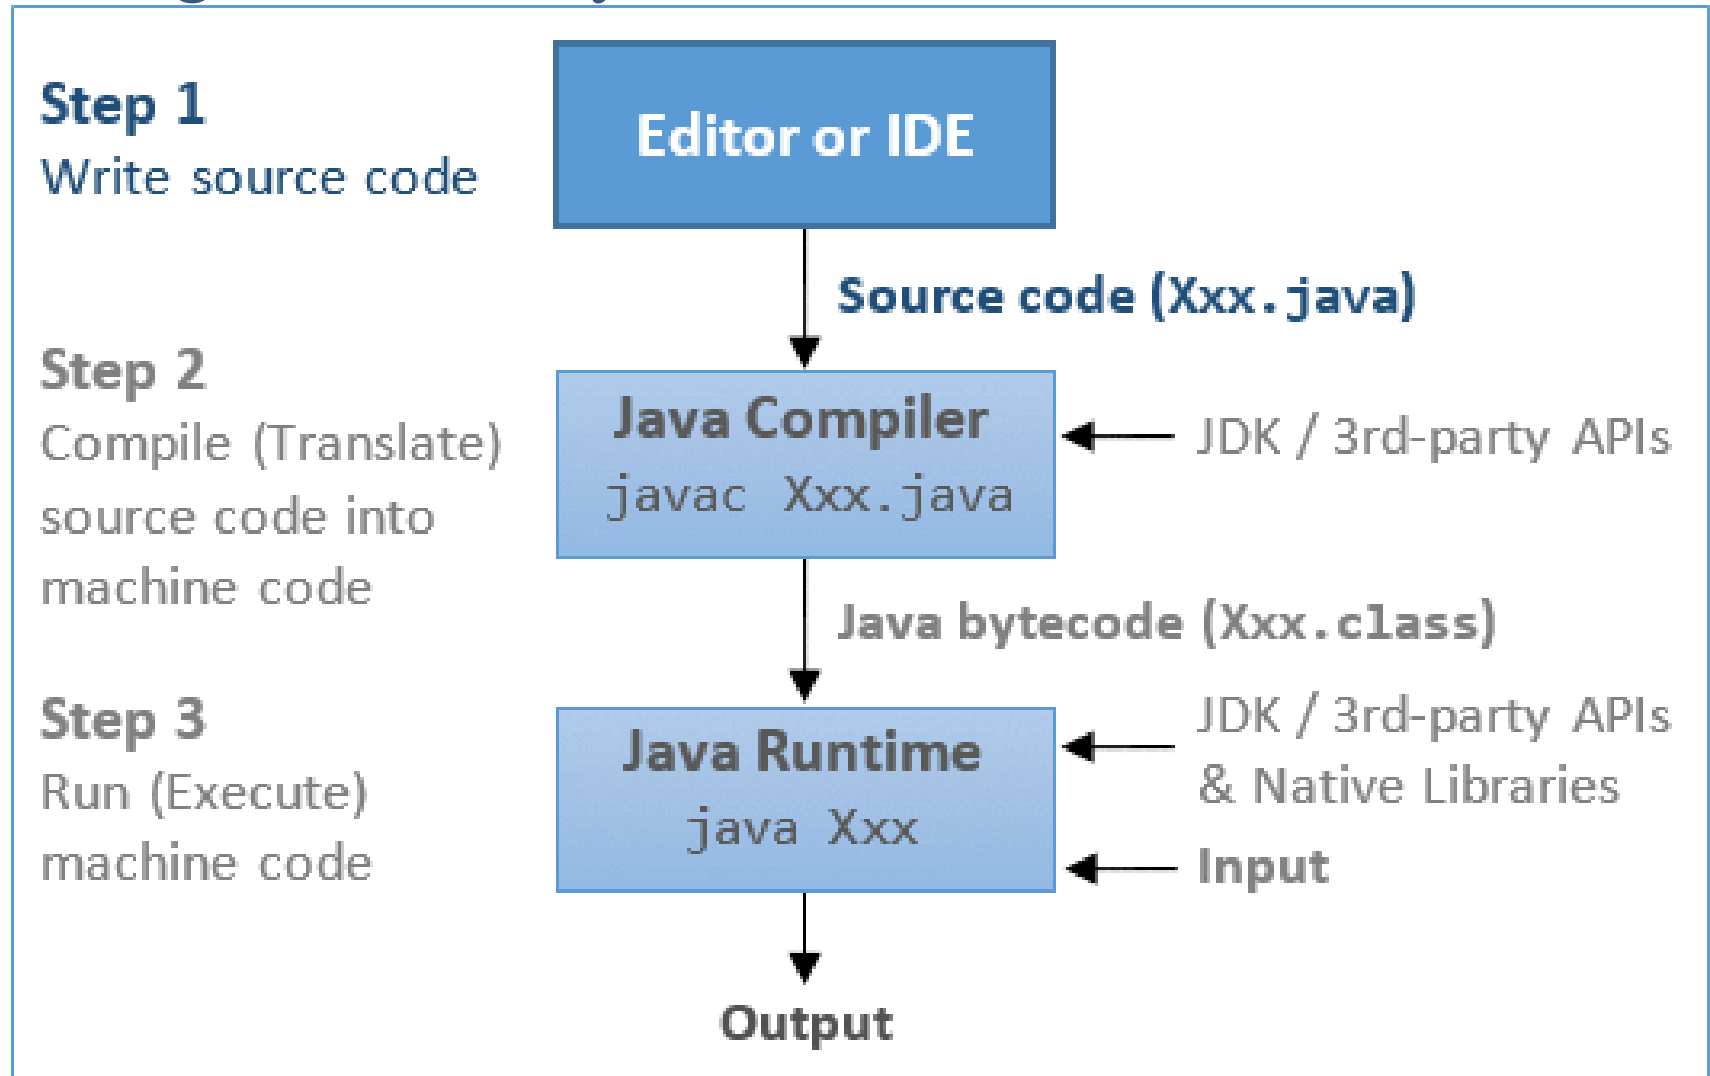 Step 1
Write source code
Editor or IDE
Source code (Xxx.java)
Step 2
Compile (Translate)
source code into
machine code
Java Compiler
javac Xxx.java
JDK / 3rd-party APIs
Java bytecode (Xxx.class)
Step 3
Run (Execute)
machine code
Java Runtime
java Xxx
JDK / 3rd-party APIs
& Native Libraries
Input
Output